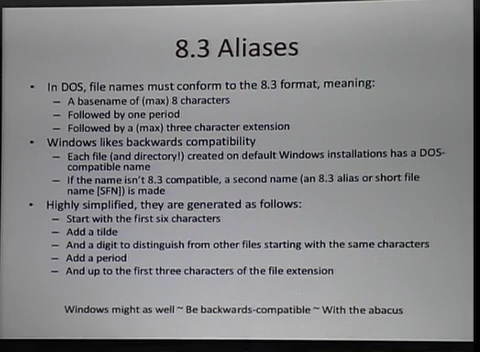 8.3 Aliases
• In DOS, file names must conform to the 8.3 format, meaning:
– A basename of (max) 8 characters
– Followed by one period
– Followed by a (max) three character extension
• Windows likes backwards compatibility
– Each file (and directory!) created on default Windows installations has a DOS-
compatible name
– If the name isn't 8.3 compatible, a second name (an 8.3 alias or short file
name [SFN]) is made
• Highly simplified, they are generated as follows:
– Start with the first six characters
– Add a tilde
– And a digit to distinguish from other files starting with the same characters
– Add a period
– And up to the first three characters of the file extension
Windows might as well ~ Be backwards-compatible ~ With the abacus